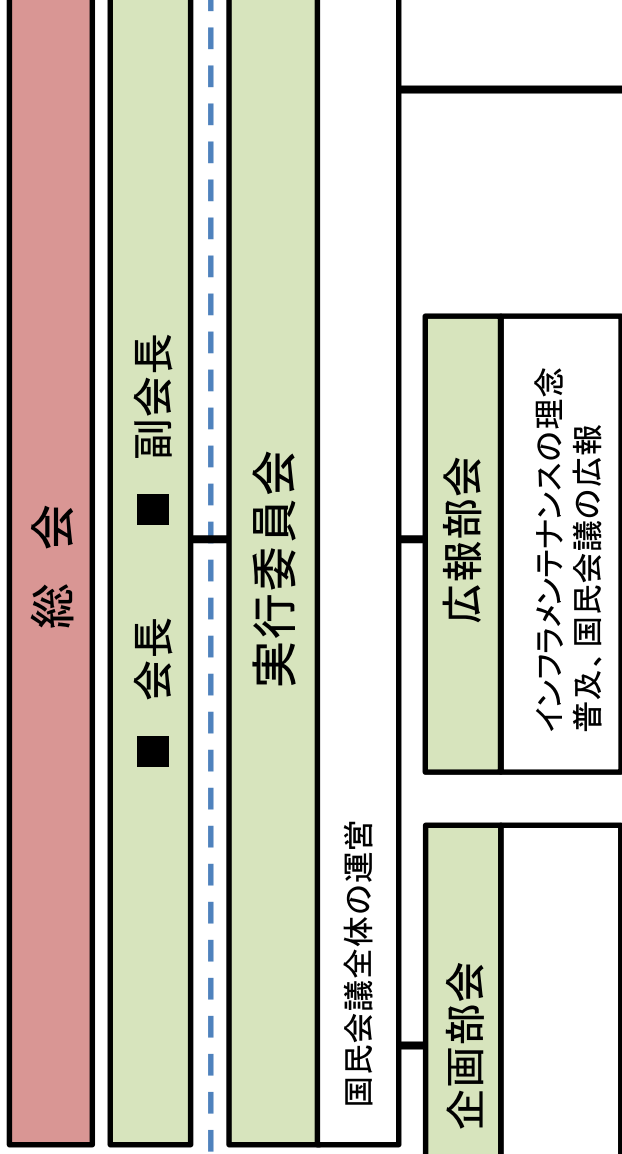 総 会
■ 会長 ■ 副会長
実行委員会
国民会議全体の運営
企画部会
広報部会
インフラメンテナンスの理念
普及、国民会議の広報